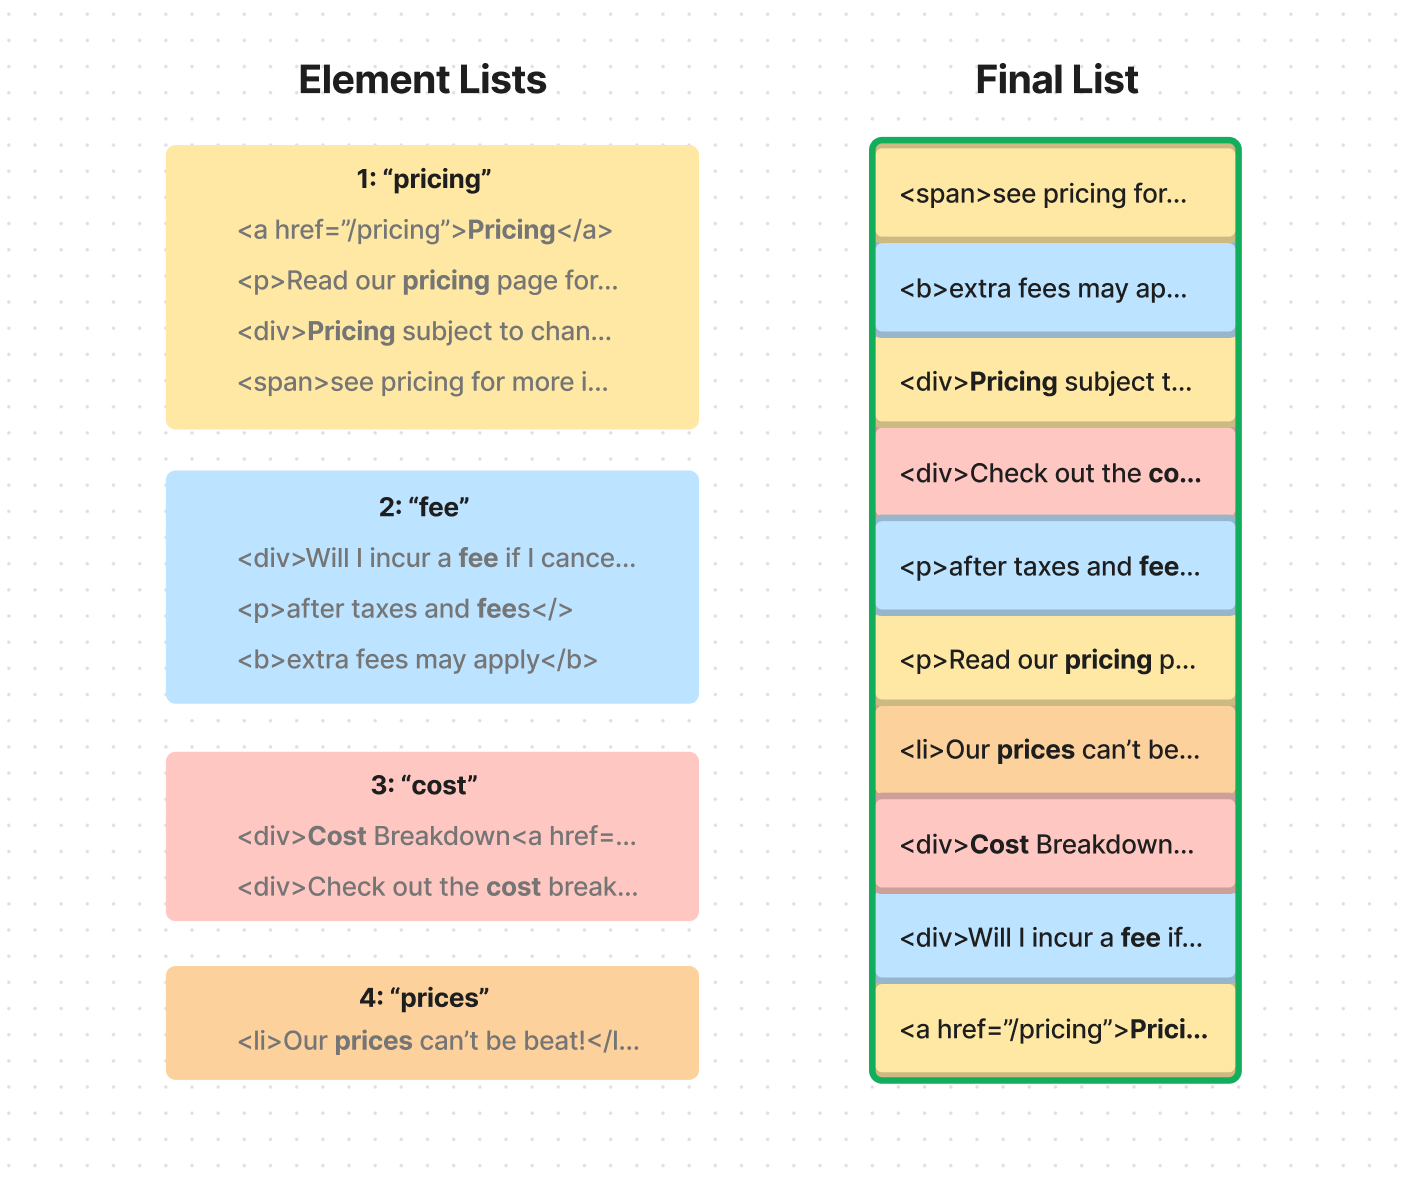 Element Lists
1: “pricing”
<a href=”/pricing”>Pricing</a>
<p>Read our pricing page for...
<div>Pricing subject to chan...
<span>see pricing for more i...
2: “fee”
<div>Will I incur a fee if I cance...
<p>after taxes and fees</>
<b>extra fees may apply</b>
3: “cost”
<div>Cost Breakdown<a href=...
<div>Check out the cost break...
4: “prices”
<li>Our prices can’t be beat!</l...
Final List
<span>see pricing for...
<b>extra fees may ap...
<div>Pricing subject t...
<div>Check out the co...
<p>after taxes and fee...
<p>Read our pricing p...
<li>Our prices can’t be...
<div>Cost Breakdown...
<div>Will I incur a fee if...
<a href=”/pricing”>Prici...